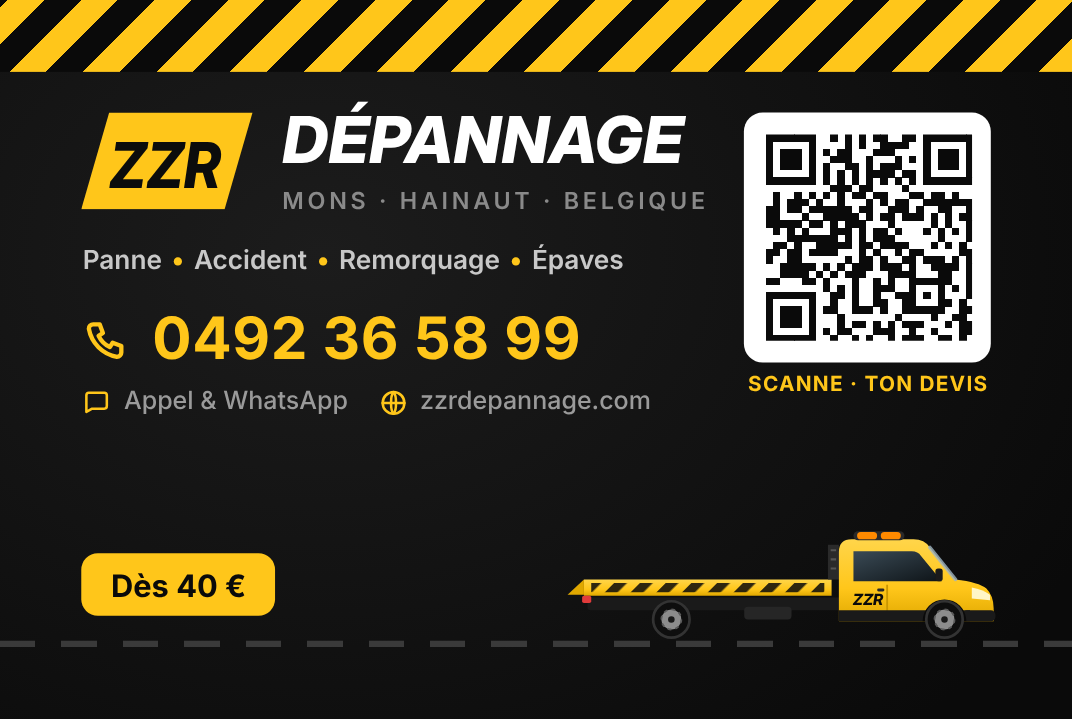 ZZR
DÉPANNAGE
MONS · HAINAUT · BELGIQUE
Panne • Accident • Remorquage • Épaves
0492 36 58 99
Appel & WhatsApp
zzrdepannage.com
SCANNE · TON DEVIS
Dès 40 €
ZZR